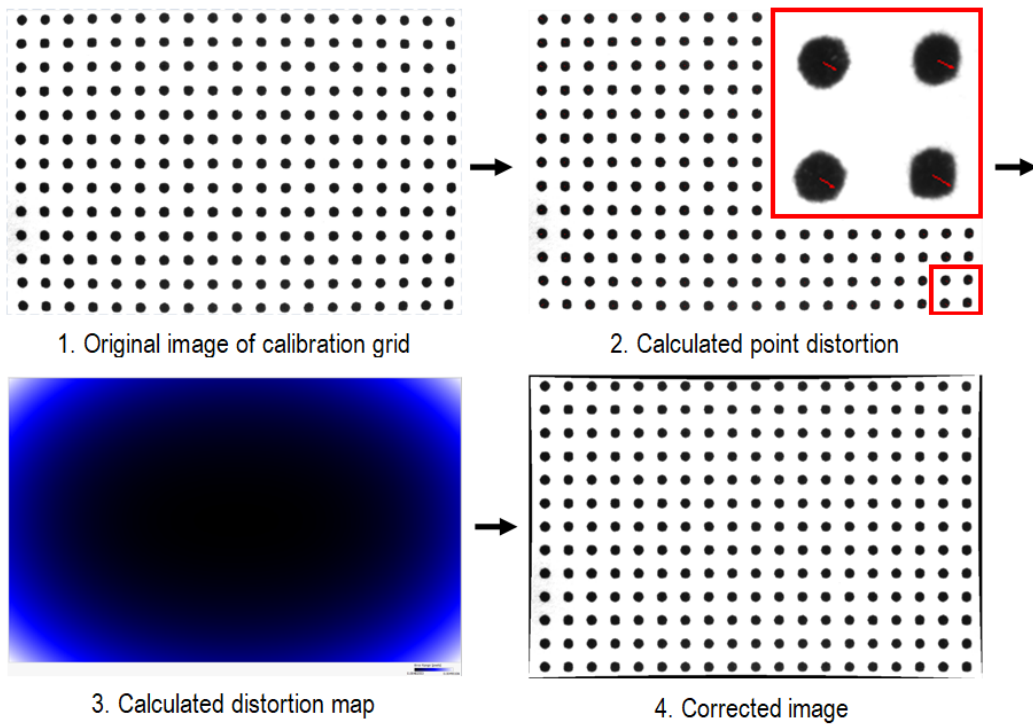 1. Original image of calibration grid
2. Calculated point distortion
3. Calculated distortion map
4. Corrected image